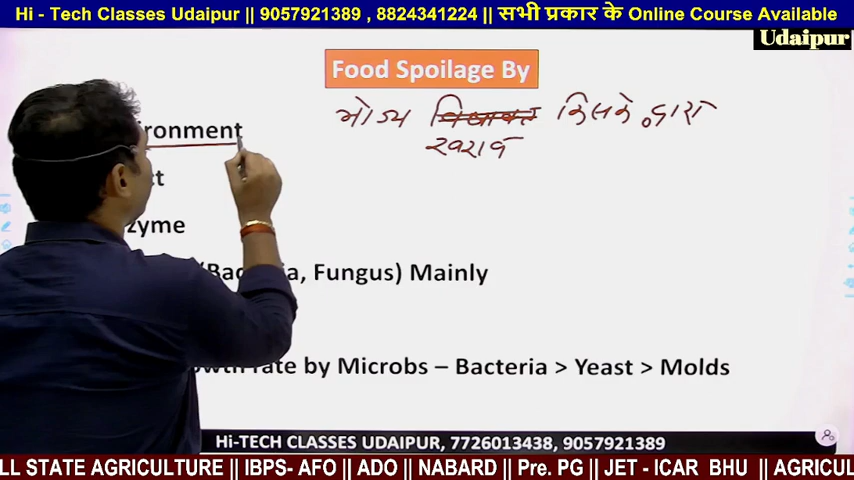 Hi - Tech Classes Udaipur || 9057921389 , 8824341224 || सभी प्रकार के Online Course Available
Udaipur
Food Spoilage By
भोज्य किसके द्वारा
खराब
ironment
ct
zyme
(Bac a, Fungus) Mainly
owth rate by Microbs – Bacteria > Yeast > Molds
Hi-TECH CLASSES UDAIPUR, 7726013438, 9057921389
LL STATE AGRICULTURE || IBPS- AFO || ADO || NABARD || Pre. PG || JET - ICAR BHU || AGRICUL